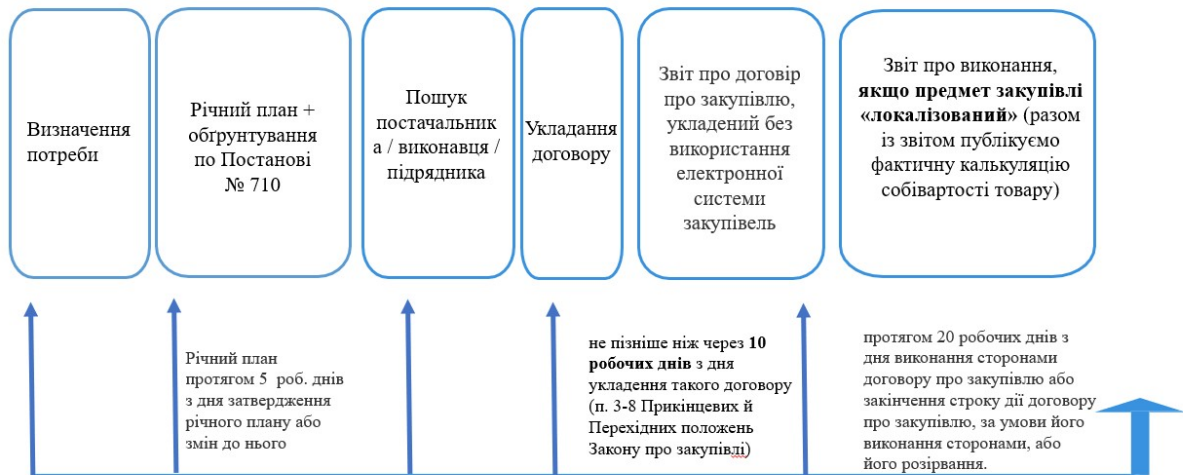 Визначення
потреби
Річний план +
обґрунтування
по Постанові
№ 710
Пошук
постачальник
а / виконавця /
підрядника
Укладання
договору
Звіт про договір
про закупівлю,
укладений без
використання
електронної
системи
закупівель
Звіт про виконання,
якщо предмет закупівлі
«локалізований» (разом
із звітом публікуємо
фактичну калькуляцію
собівартості товару)
Річний план
протягом 5 роб. днів
з дня затвердження
річного плану або
змін до нього
не пізніше ніж через 10
робочих днів з дня
укладення такого договору
(п. 3-8 Прикінцевих й
Перехідних положень
Закону про закупівлі)
протягом 20 робочих днів з
дня виконання сторонами
договору про закупівлю або
закінчення строку дії договору
про закупівлю, за умови його
виконання сторонами, або
його розірвання.